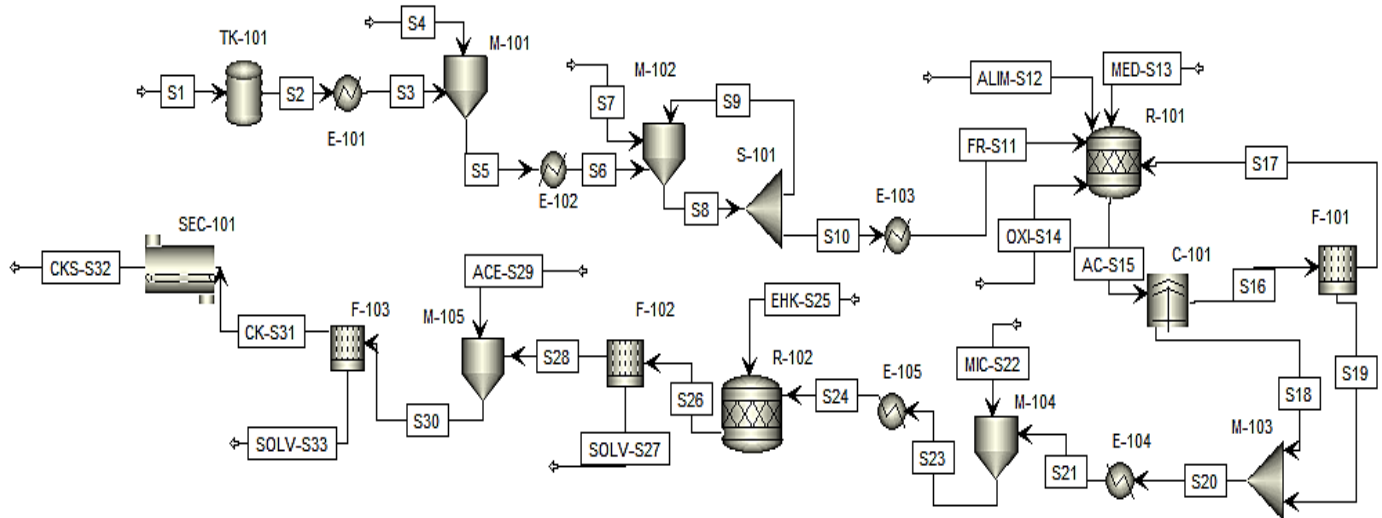 S4
TK-101
M-101
M-102
ALIM-S12
MED-S13
S1
S2
S3
S7
S9
R-101
E-101
S-101
FR-S11
S17
S5
S6
E-102
S8
E-103
F-101
SEC-101
S10
OXI-S14
CKS-S32
ACE-S29
AC-S15
C-101
S16
EHK-S25
CK-S31
F-103
M-105
F-102
R-102
MIC-S22
S19
S28
E-105
S18
S26
S24
M-104
M-103
S30
E-104
SOLV-S33
SOLV-S27
S23
S21
S20